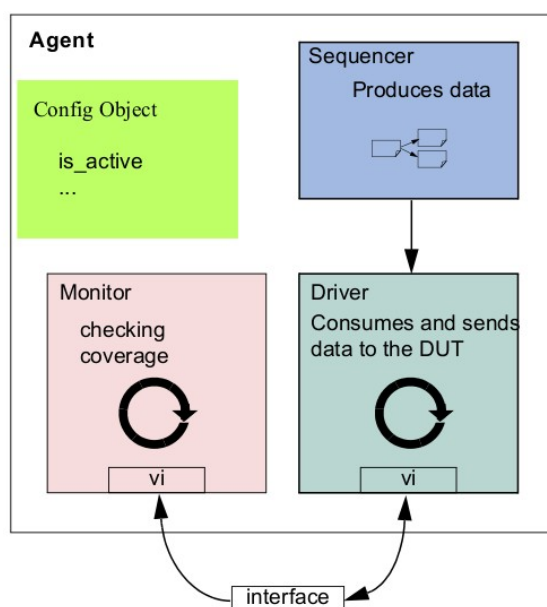 Agent
Config Object
is_active
...
Sequencer
Produces data
Monitor
checking
coverage
vi
Driver
Consumes and sends
data to the DUT
vi
interface